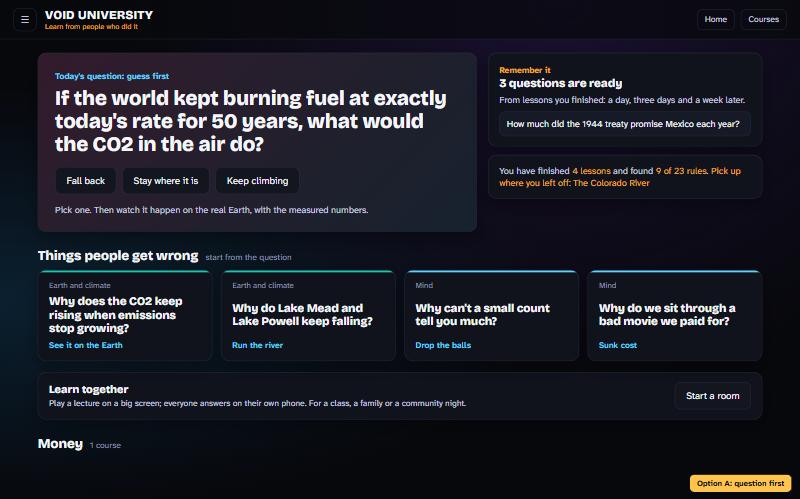 ☰
VOID UNIVERSITY
Learn from people who did it
Home
Courses
Today's question: guess first
If the world kept burning fuel at exactly
today's rate for 50 years, what would
the CO2 in the air do?
Fall back
Stay where it is
Keep climbing
Pick one. Then watch it happen on the real Earth, with the measured numbers.
Remember it
3 questions are ready
From lessons you finished: a day, three days and a week later.
How much did the 1944 treaty promise Mexico each year?
You have finished 4 lessons and found 9 of 23 rules. Pick up
where you left off: The Colorado River
Things people get wrong start from the question
Earth and climate
Why does the CO2 keep
rising when emissions
stop growing?
See it on the Earth
Earth and climate
Why do Lake Mead and
Lake Powell keep falling?
Run the river
Mind
Why can't a small count
tell you much?
Drop the balls
Mind
Why do we sit through a
bad movie we paid for?
Sunk cost
Learn together
Play a lecture on a big screen; everyone answers on their own phone. For a class, a family or a community night.
Start a room
Money 1 course
Option A: question first